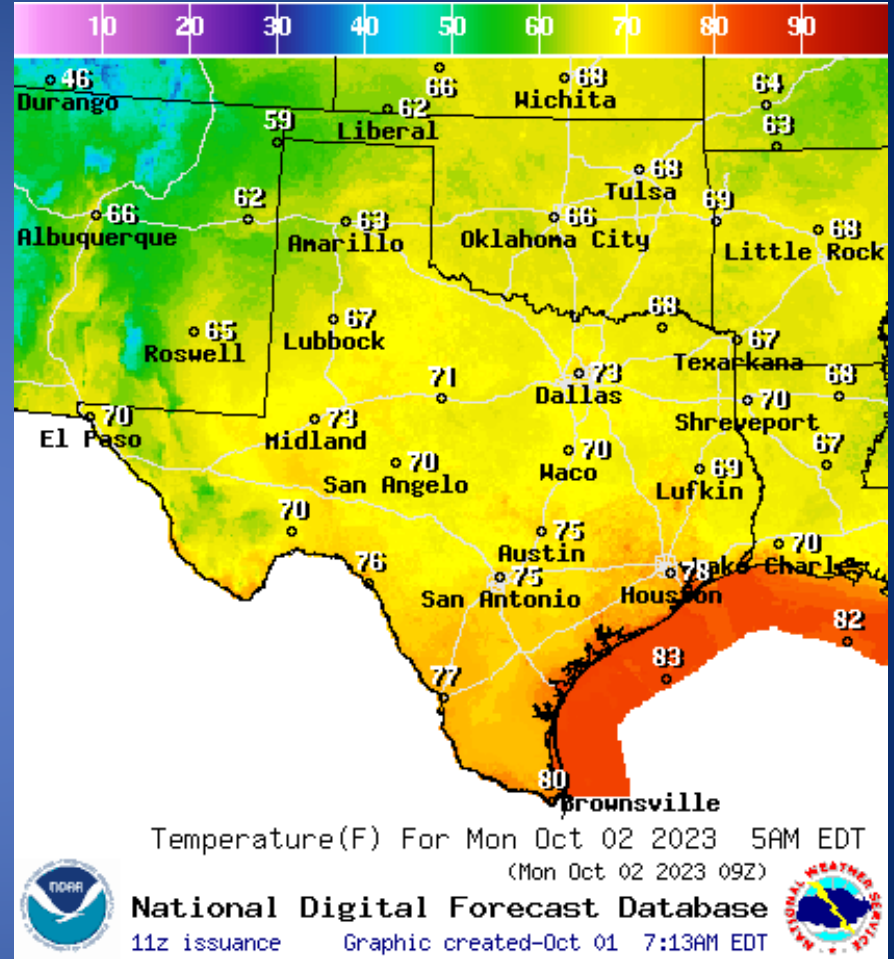 10 20 30 40 50 60 70 80 90
46
Durango
66
68
Wichita
64
62
Liberal
59
63
68
Tulsa
66
Albuquerque
62
63
Amarillo
66
Oklahoma City
69
68
Little Rock
65
Roswell
67
Lubbock
68
67
Texarkana
71
73
Dallas
70
Shreveport
68
70
El Paso
73
Midland
70
San Angelo
70
Waco
69
Lufkin
67
70
75
Austin
70
Lake Charles
76
75
San Antonio
78
Houston
82
77
83
80
Brownsville
Temperature(F) For Mon Oct 02 2023 5AM EDT
(Mon Oct 02 2023 09Z)
National Digital Forecast Database
11z issuance Graphic created-Oct 01 7:13AM EDT
NOAA
NATIONAL WEATHER SERVICE